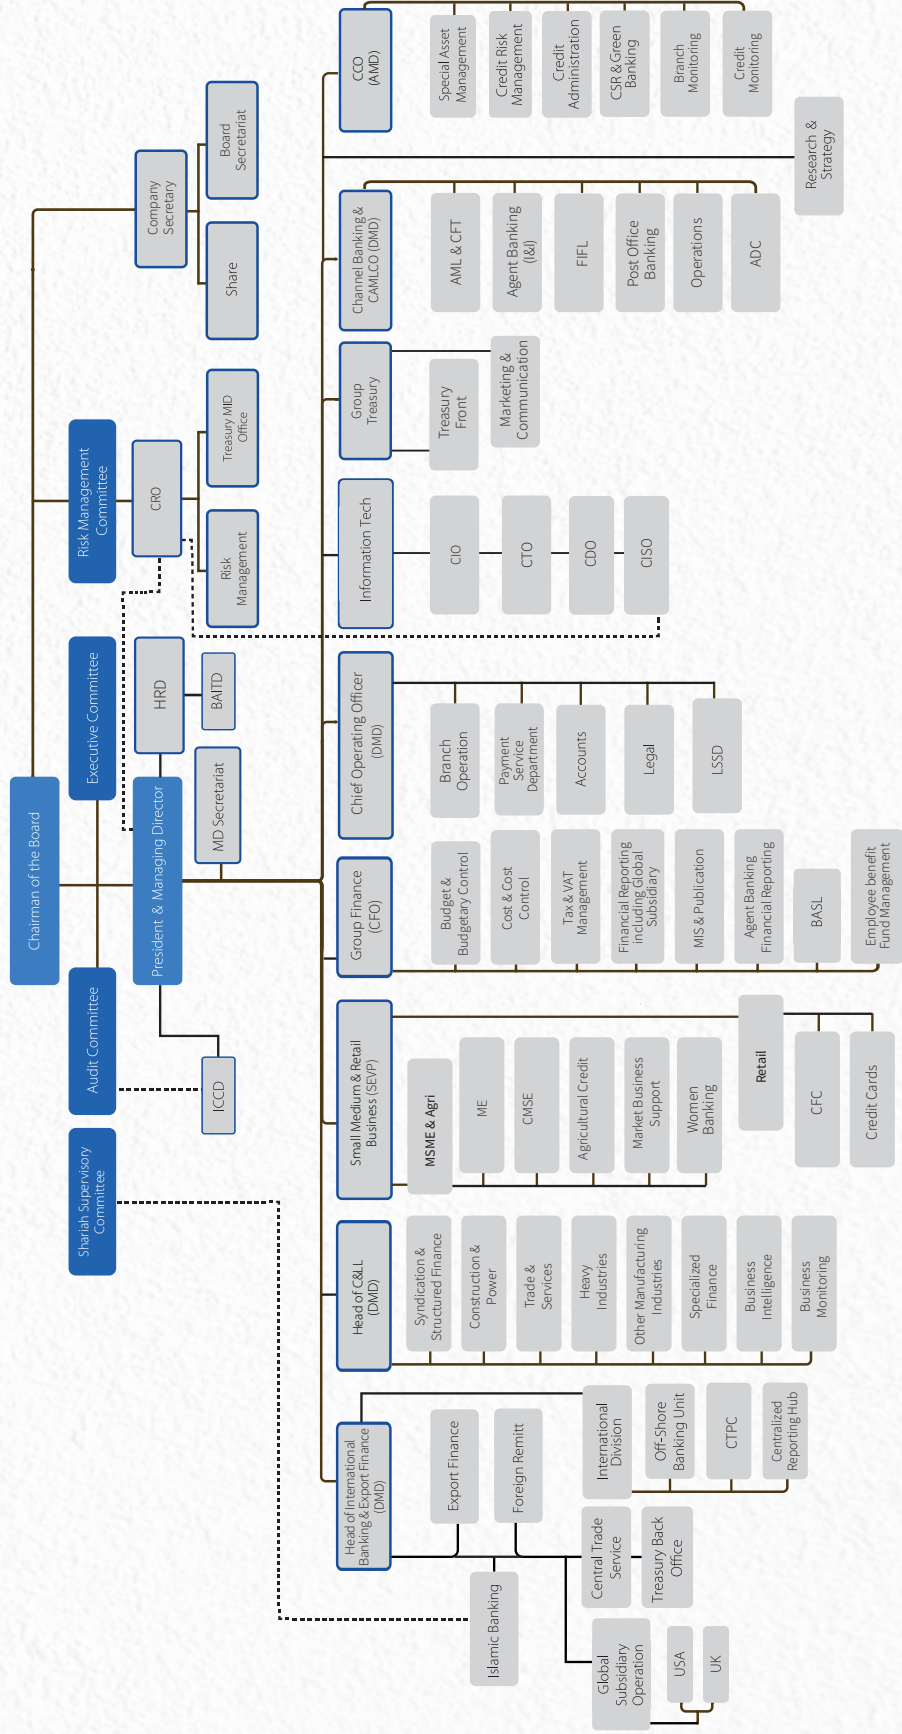 Chairman of the Board
Shariah Supervisory
Committee
Audit Committee
Executive Committee
Risk Management
Committee
President & Managing Director
HRD
CRO
Company
Secretary
ICCD
MD Secretariat
BAITD
Risk
Management
Treasury MID
Office
Share
Board
Secretariat
Head of International
Banking & Export Finance
(DMD)
Head of C&LL
(DMD)
Small Medium & Retail
Business (SEVP)
Group Finance
(CFO)
Chief Operating Officer
(DMD)
Information Tech
Group
Treasury
Channel Banking &
CAMLCO (DMD)
CCO
(AMD)
Export Finance
Foreign Remitt
Islamic Banking
International
Division
Off-Shore
Banking Unit
CTPC
Centralized
Reporting Hub
Central Trade
Service
Treasury Back
Office
Global
Subsidiary
Operation
USA
UK
Syndication &
Structured Finance
Construction &
Power
Trade &
Services
Heavy
Industries
Other Manufacturing
Industries
Specialized
Finance
Business
Intelligence
Business
Monitoring
MSME & Agri
ME
CMSE
Agricultural Credit
Market Business
Support
Women
Banking
Retail
CFC
Credit Cards
Budget &
Budgetary Control
Cost & Cost
Control
Tax & VAT
Management
Financial Reporting
including Global
Subsidiary
MIS & Publication
Agent Banking
Financial Reporting
BASL
Employee benefit
Fund Management
Branch
Operation
Payment
Service
Department
Accounts
Legal
LSSD
CIO
CTO
CDO
CISO
Treasury
Front
Marketing &
Communication
AML & CFT
Agent Banking
(I&I)
FIFL
Post Office
Banking
Operations
ADC
Special Asset
Management
Credit Risk
Management
Credit
Administration
CSR & Green
Banking
Branch
Monitoring
Credit
Monitoring
Research &
Strategy